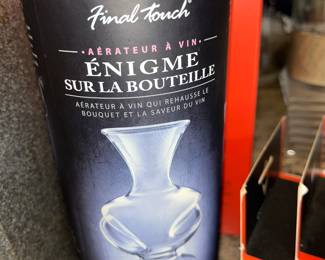 Final Touch®
•AÉRATEUR À VIN•
ÉNIGME
SUR LA BOUTEILLE
AÉRATEUR À VIN QUI REHAUSSE LE
BOUQUET ET LA SAVEUR DU VIN